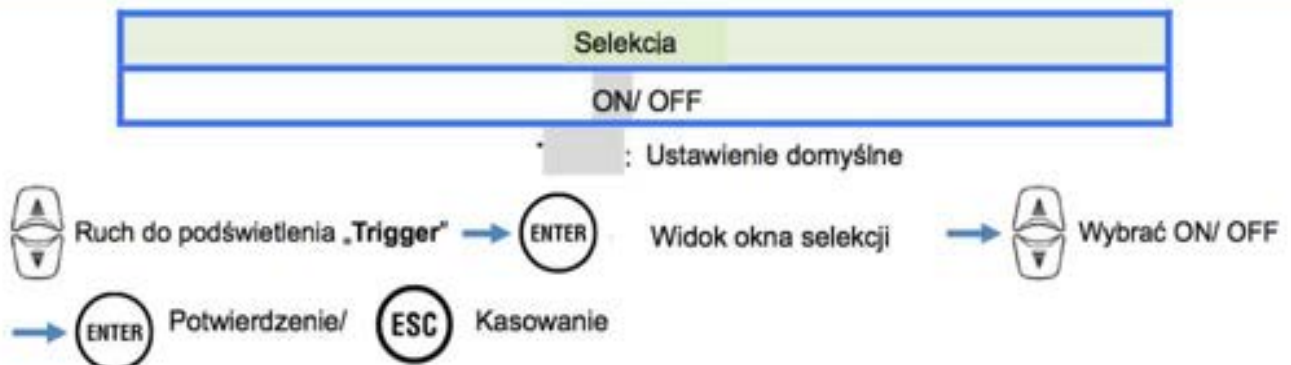 Selekcja
ON/ OFF
* : Ustawienie domyślne
Ruch do podświetlenia „Trigger" ENTER Widok okna selekcji Wybrać ON/ OFF
ENTER Potwierdzenie/ ESC Kasowanie